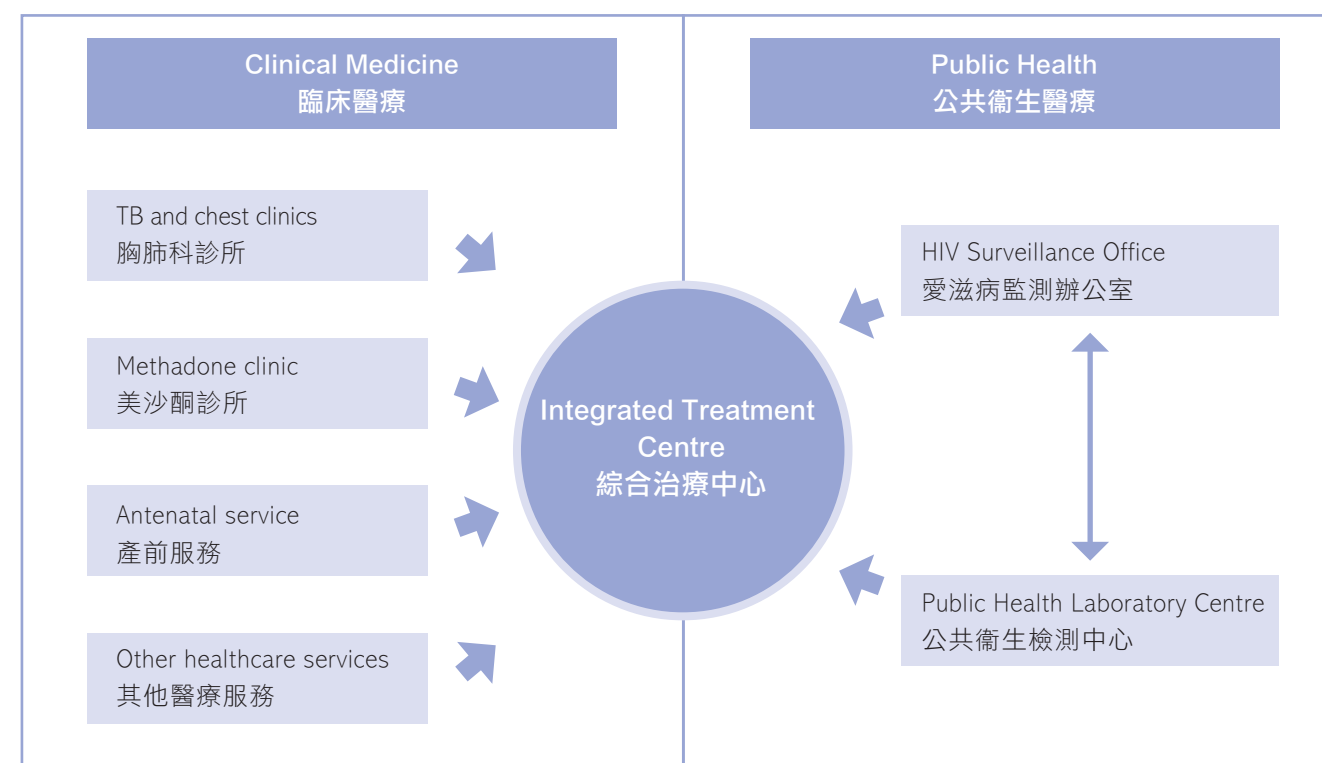 Clinical Medicine
臨床醫療
TB and chest clinics
胸肺科診所
Methadone clinic
美沙酮診所
Antenatal service
產前服務
Other healthcare services
其他醫療服務
Integrated Treatment
Centre
綜合治療中心
Public Health
公共衞生醫療
HIV Surveillance Office
愛滋病監測辦公室
Public Health Laboratory Centre
公共衞生檢測中心